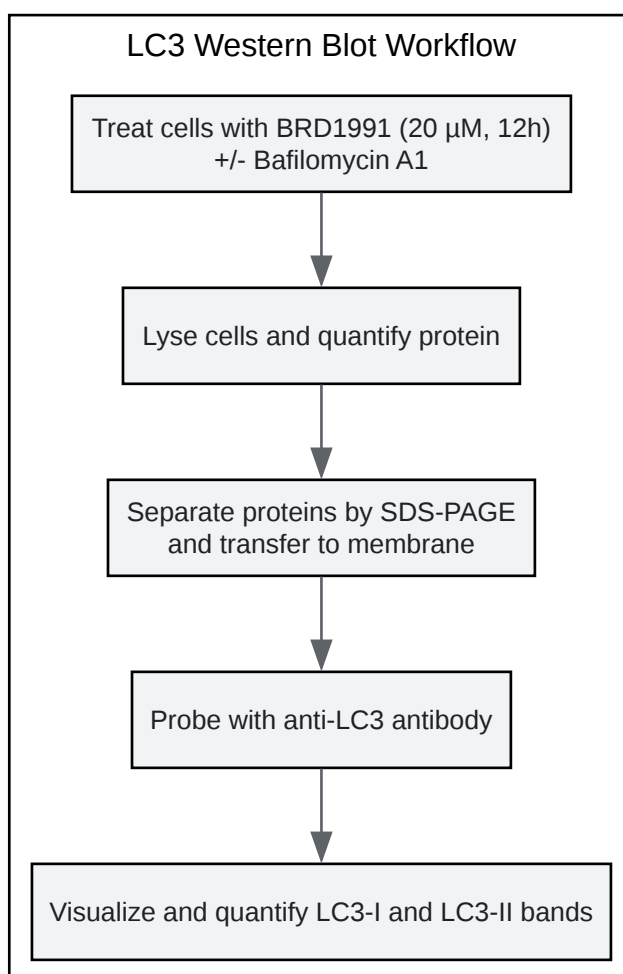 LC3 Western Blot Workflow
Treat cells with BRD1991 (20 µM, 12h)
+/- Bafilomycin A1
Lyse cells and quantify protein
Separate proteins by SDS-PAGE
and transfer to membrane
Probe with anti-LC3 antibody
Visualize and quantify LC3-I and LC3-II bands